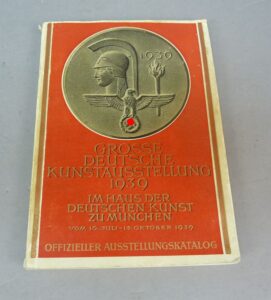 1939
GROSSE
DEUTSCHE
KUNSTAUSSTELLUNG
1939
IM HAUS DER
DEUTSCHEN KUNST
ZU MÜNCHEN
VOM 16. JULI - 15. OKTOBER 1939
OFFIZIELLER AUSSTELLUNGSKATALOG